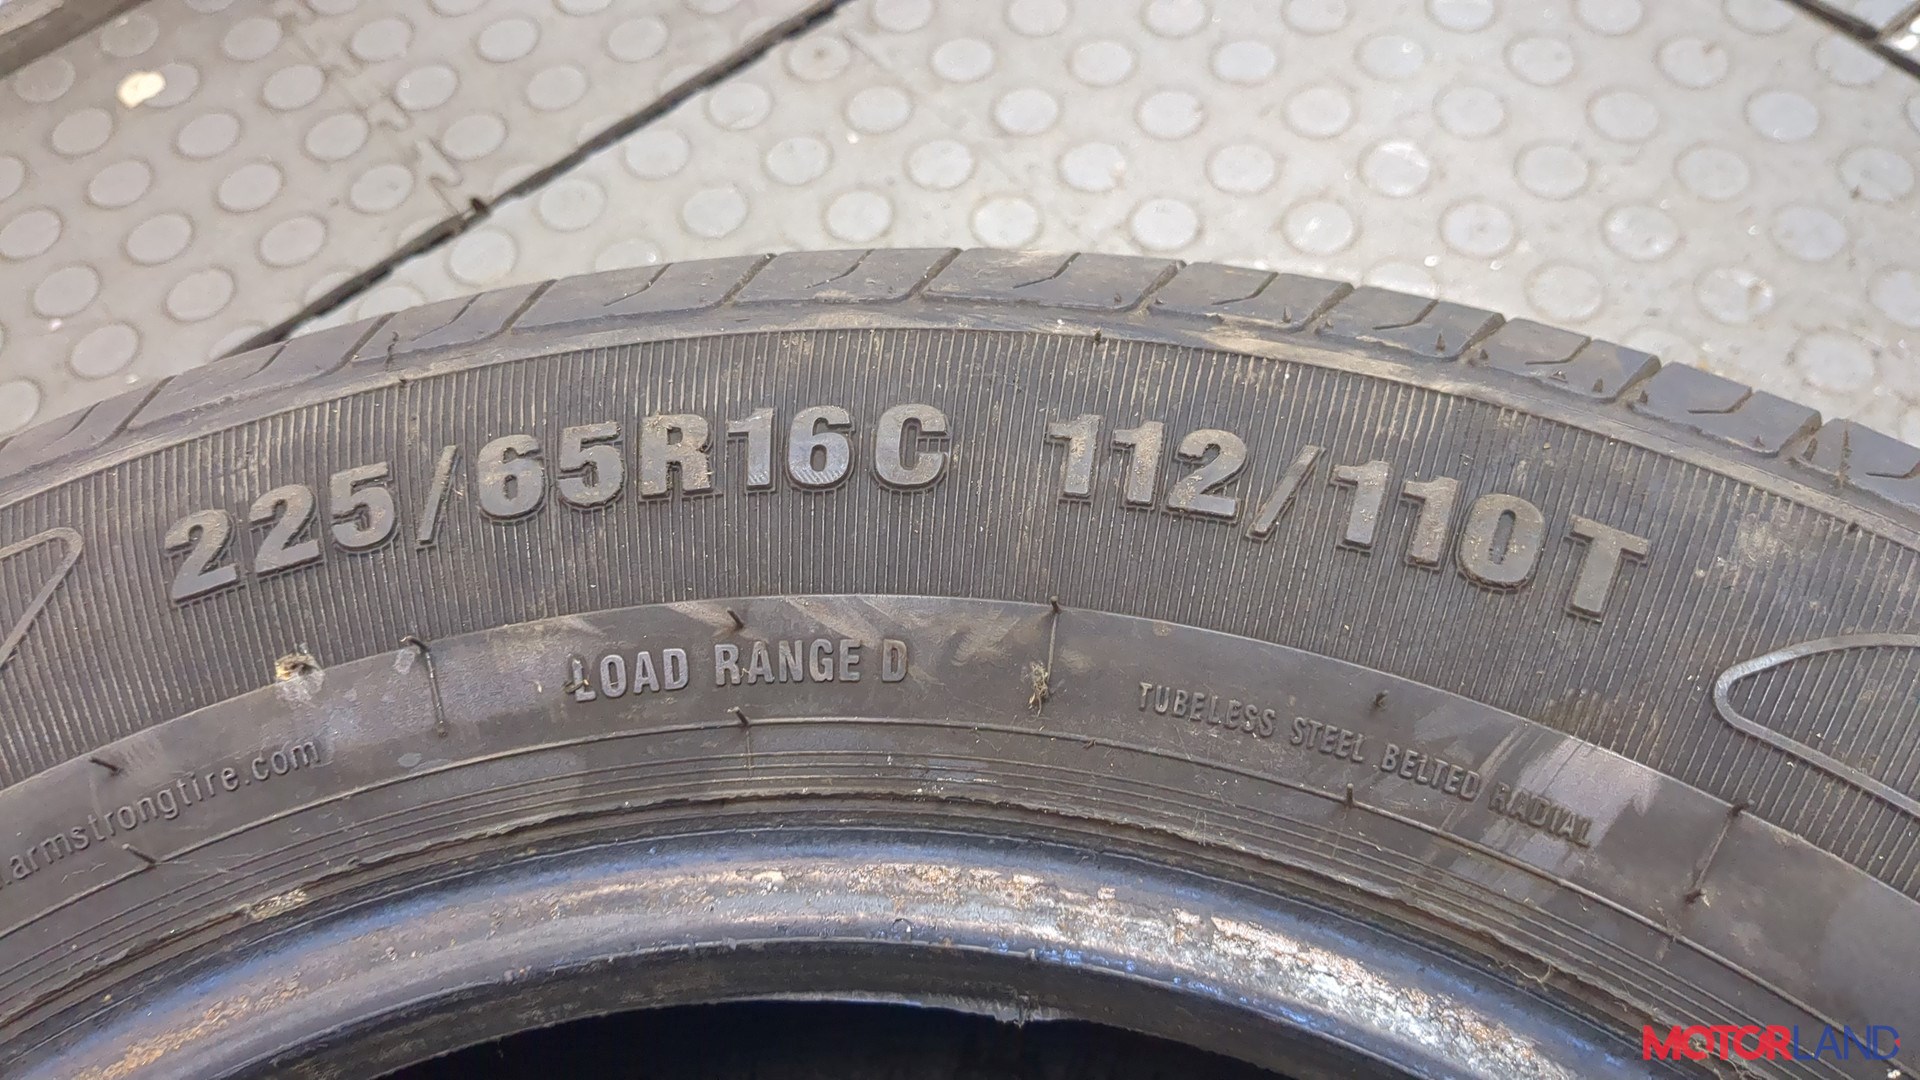 225/65R16C 112/110T
LOAD RANGE D
TUBELESS STEEL BELTED RADIAL
.armstrongtire.com
MOTORLAND